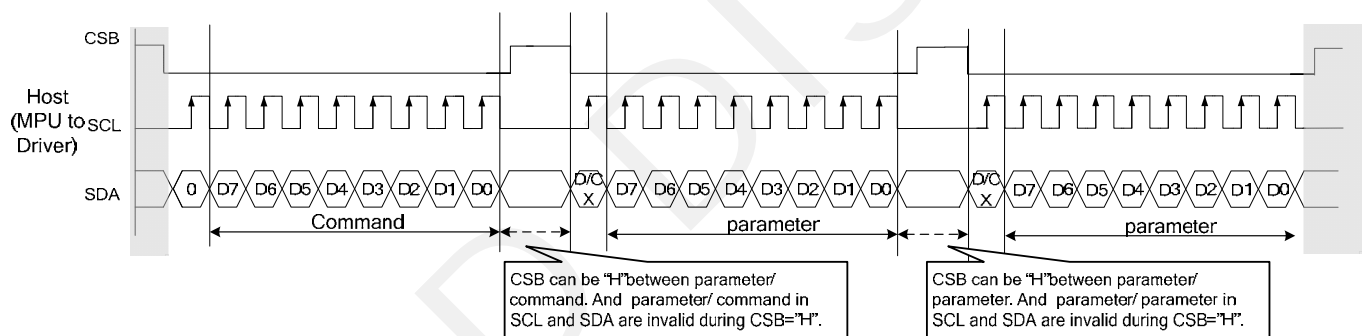 CSB
Host
(MPU to
Driver)
SCL
SDA
0 D7 D6 D5 D4 D3 D2 D1 D0 D/C
X D7 D6 D5 D4 D3 D2 D1 D0 D/C
X D7 D6 D5 D4 D3 D2 D1 D0
Command
parameter
parameter
CSB can be "H"between parameter/
command. And parameter/ command in
SCL and SDA are invalid during CSB="H".
CSB can be "H"between parameter/
parameter. And parameter/ parameter in
SCL and SDA are invalid during CSB="H".